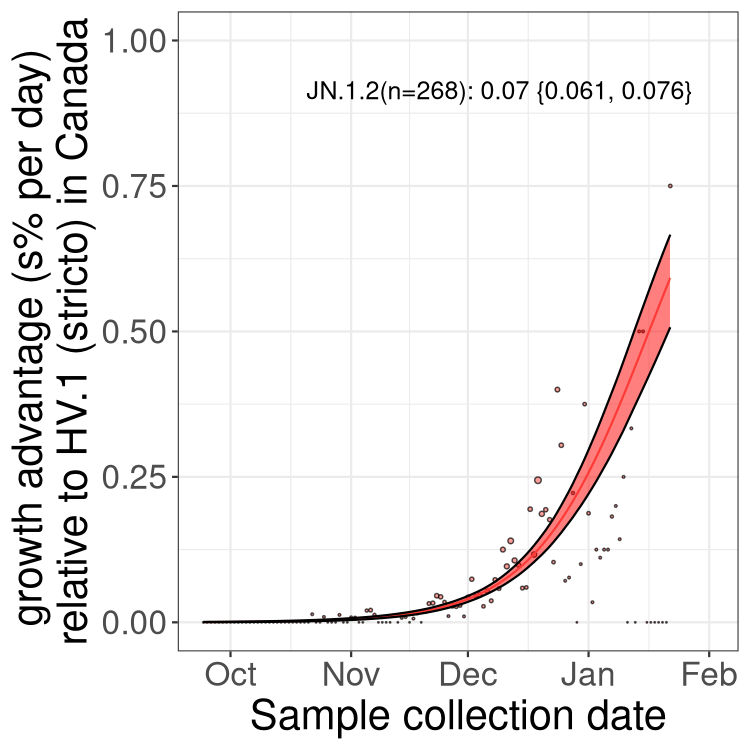 growth advantage (s% per day)
relative to HV.1 (stricto) in Canada
1.00
0.75
0.50
0.25
0.00
JN.1.2(n=268): 0.07 {0.061, 0.076}
Oct Nov Dec Jan Feb
Sample collection date